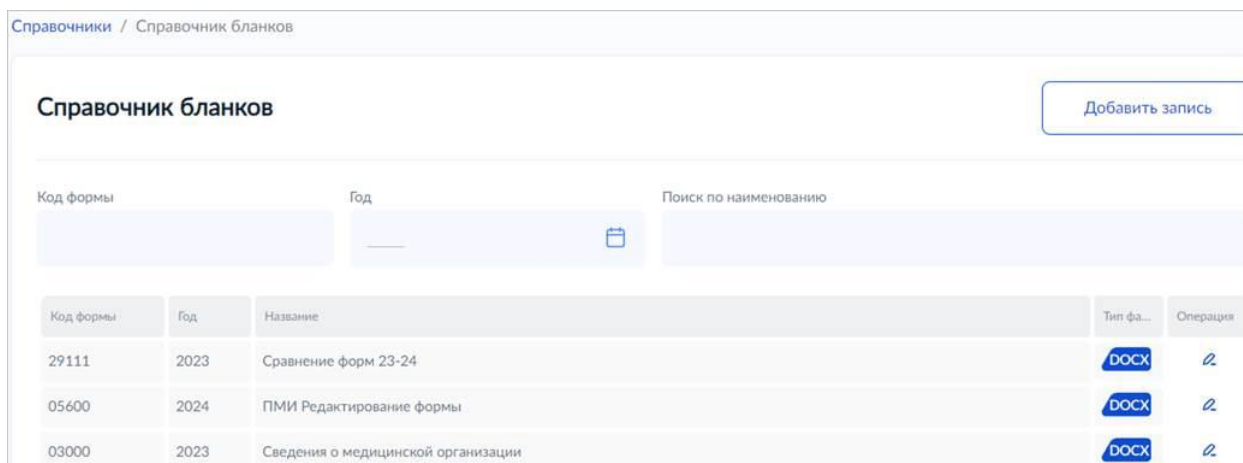 Справочники / Справочник бланков
Справочник бланков
Добавить запись
Код формы Год Поиск по наименованию
Код формы Год Название Тип фа... Операция
29111 2023 Сравнение форм 23-24 DOCX
05600 2024 ПМИ Редактирование формы DOCX
03000 2023 Сведения о медицинской организации DOCX